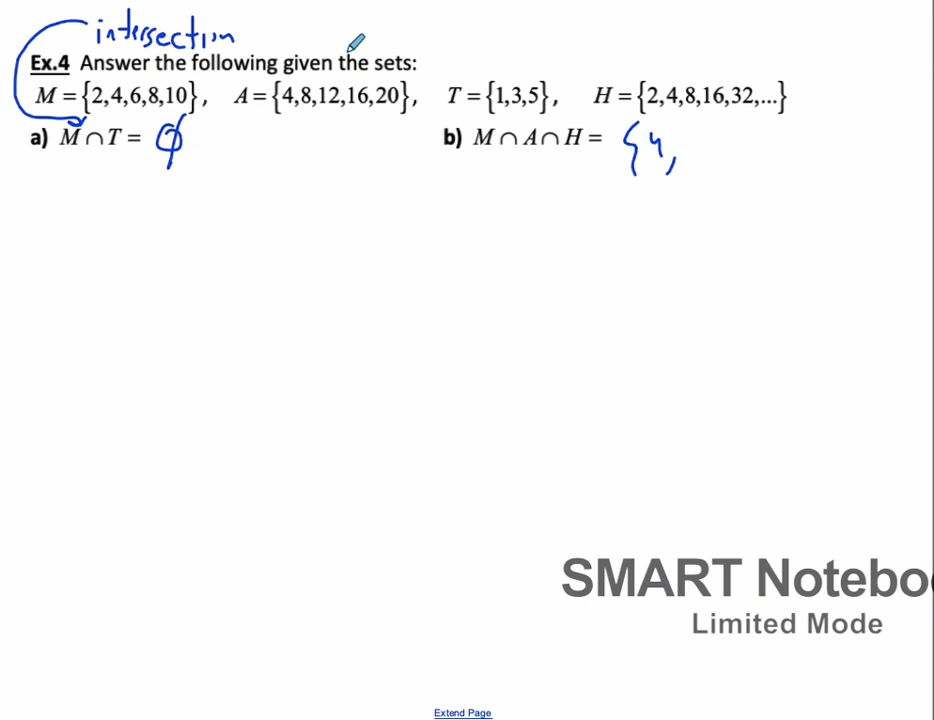 intersection
Ex.4 Answer the following given the sets:
M = {2,4,6,8,10}, A = {4,8,12,16,20}, T = {1,3,5}, H = {2,4,8,16,32,...}
a) M ∩ T = ∅ b) M ∩ A ∩ H = {4,
SMART Notebo
Limited Mode
Extend Page